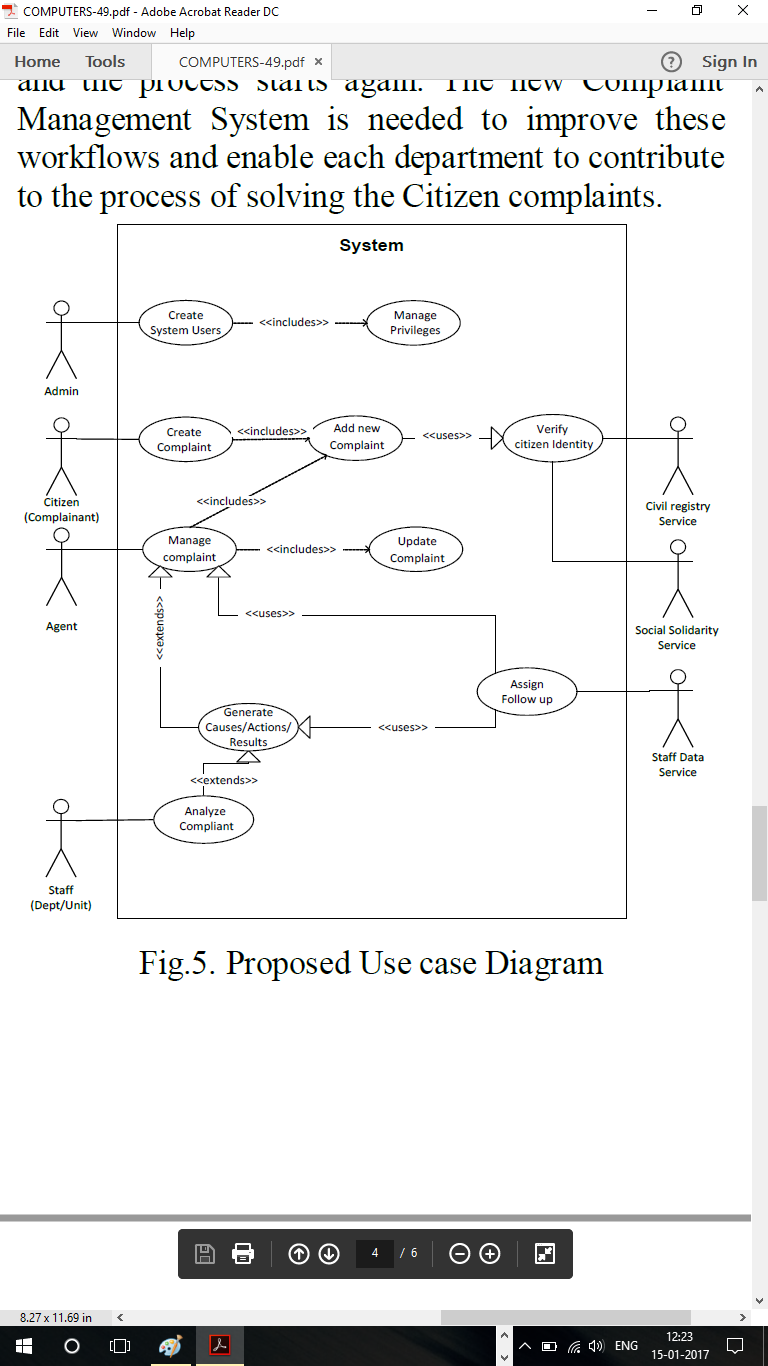 COMPUTERS-49.pdf - Adobe Acrobat Reader DC
File Edit View Window Help
Home Tools COMPUTERS-49.pdf × ? Sign In
and the process starts again. The new Complaint
Management System is needed to improve these
workflows and enable each department to contribute
to the process of solving the Citizen complaints.
System
Create
System Users
<<includes>>
Manage
Privileges
Admin
Create
Complaint
<<includes>>
Add new
Complaint
<<uses>>
Verify
citizen Identity
Citizen
(Complainant)
Civil registry
Service
<<includes>>
Manage
complaint
<<includes>>
Update
Complaint
Agent
Social Solidarity
Service
<<extends>>
<<uses>>
Assign
Follow up
Generate
Causes/Actions/
Results
<<uses>>
Staff Data
Service
<<extends>>
Analyze
Compliant
Staff
(Dept/Unit)
Fig.5. Proposed Use case Diagram
4 / 6
8.27 x 11.69 in
ENG
12:23
15-01-2017